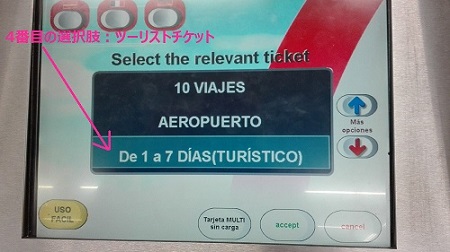 4番目の選択肢：ツーリストチケット
Select the relevant ticket
10 VIAJES
AEROPUERTO
De 1 a 7 DÍAS(TURÍSTICO)
Más
opciones
USO
FACIL
Tarjeta MULTI
sin carga
accept
cancel